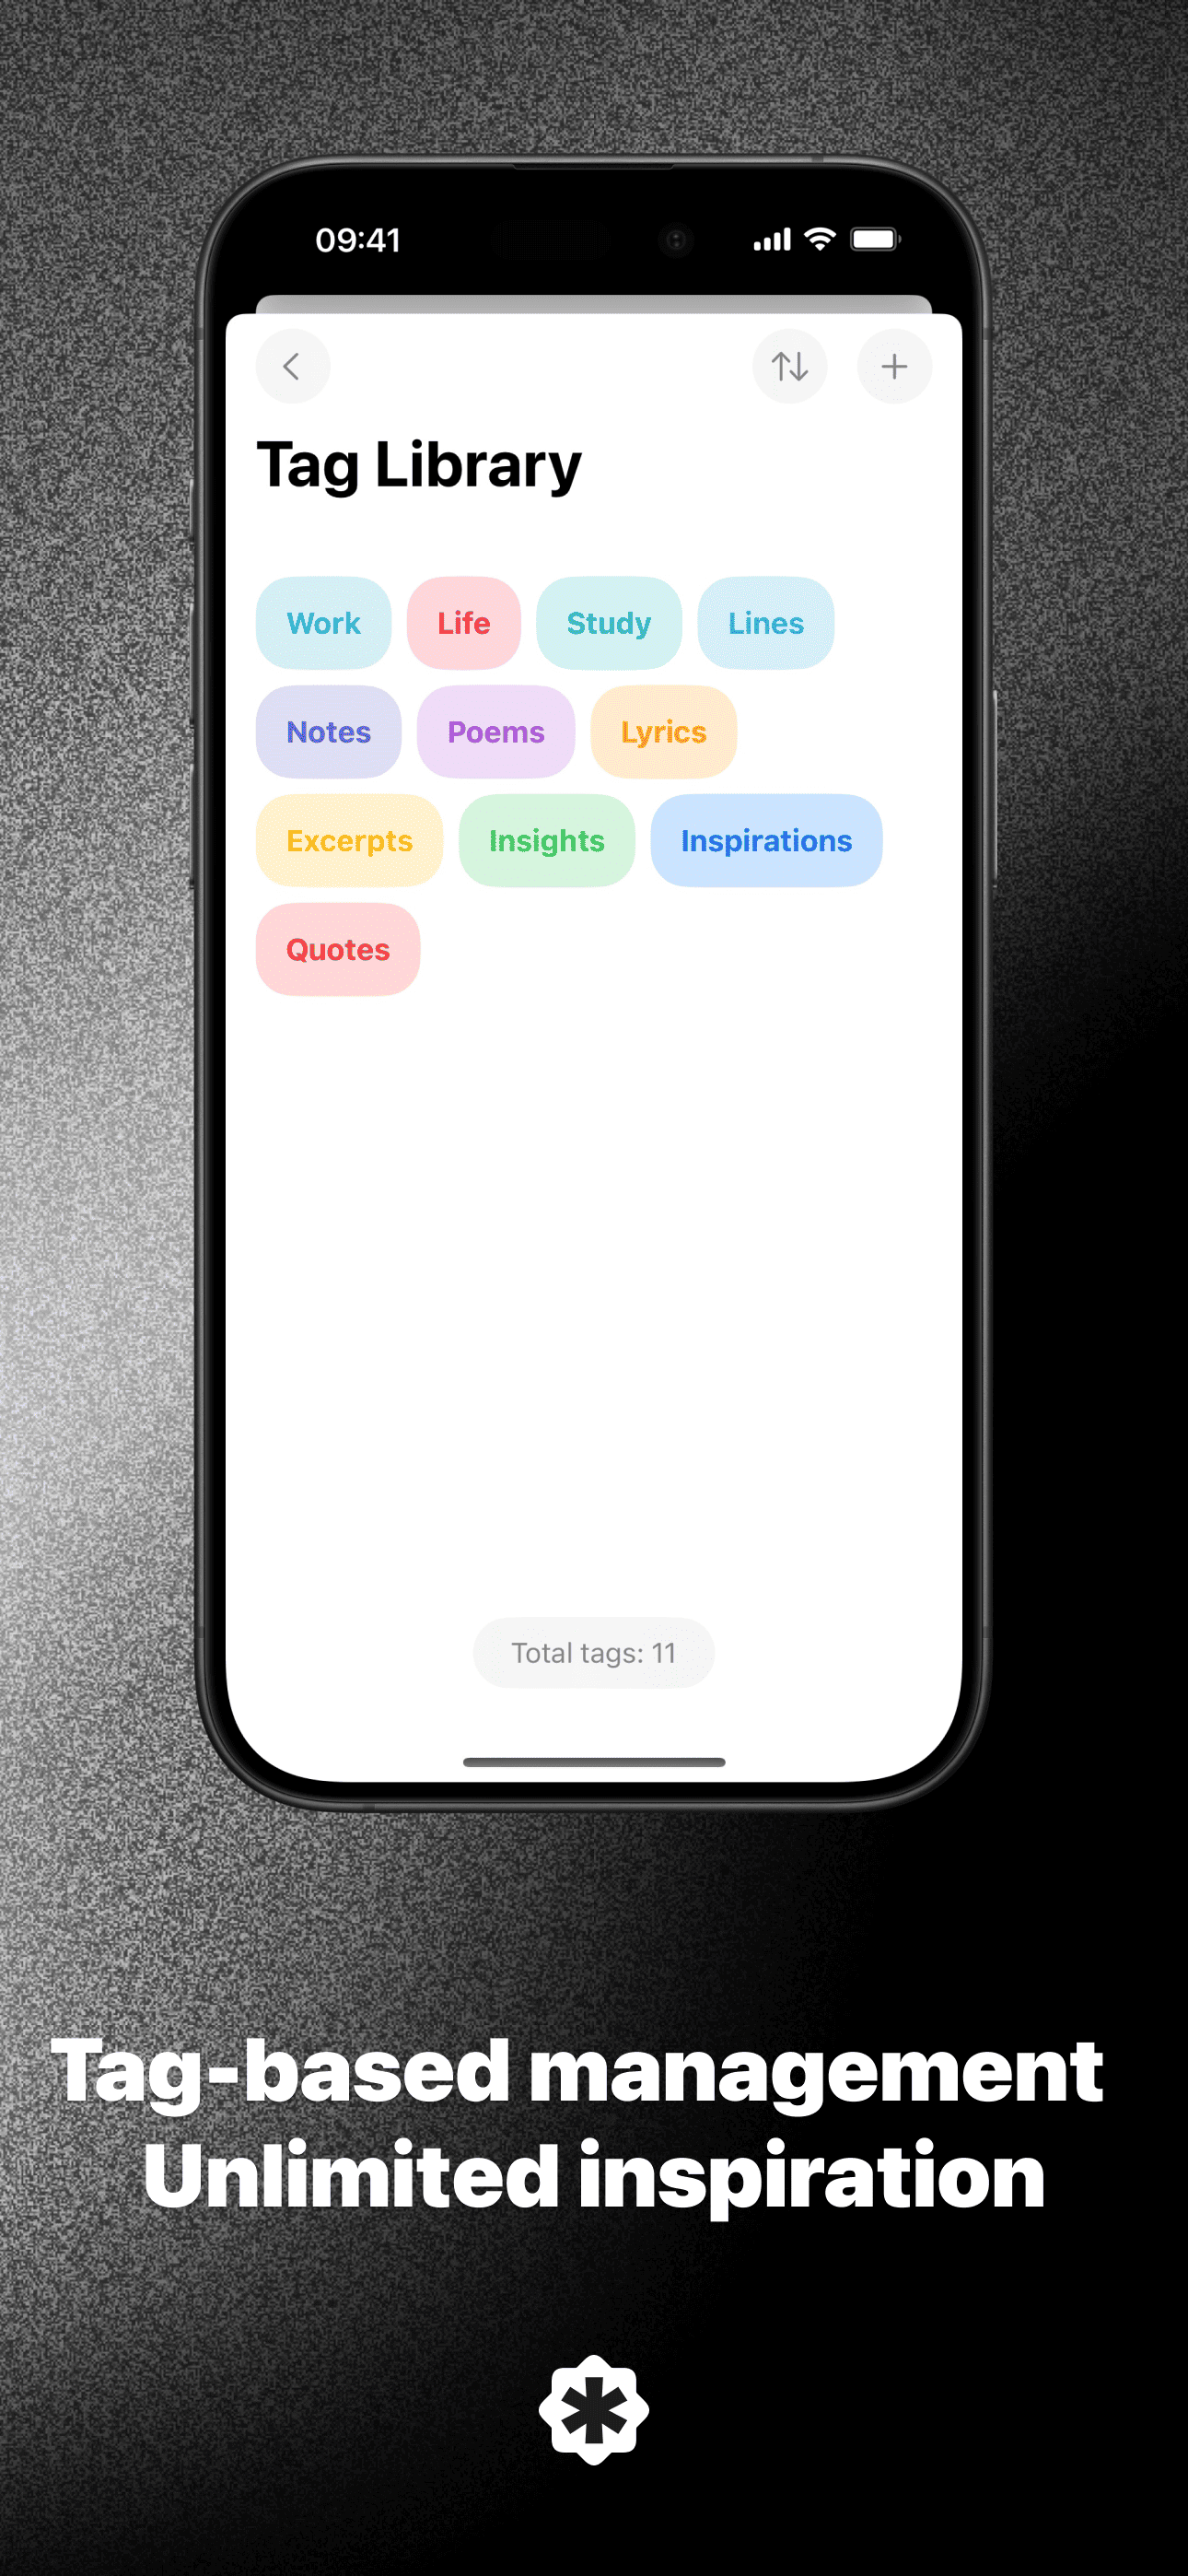 09:41
Tag Library
Work Life Study Lines
Notes Poems Lyrics
Excerpts Insights Inspirations
Quotes
Total tags: 11
Tag-based management
Unlimited inspiration